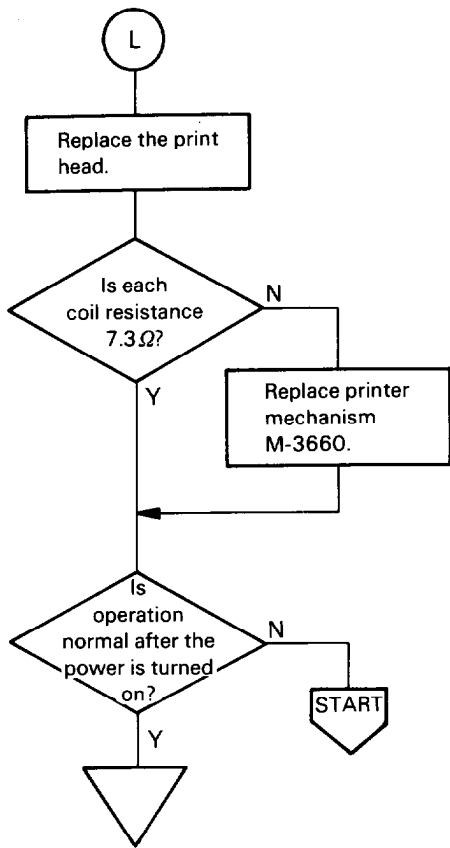 L
Replace the print
head.
Is each
coil resistance
7.3Ω?
N
Y
Replace printer
mechanism
M-3660.
Is
operation
normal after the
power is turned
on?
N
START
Y